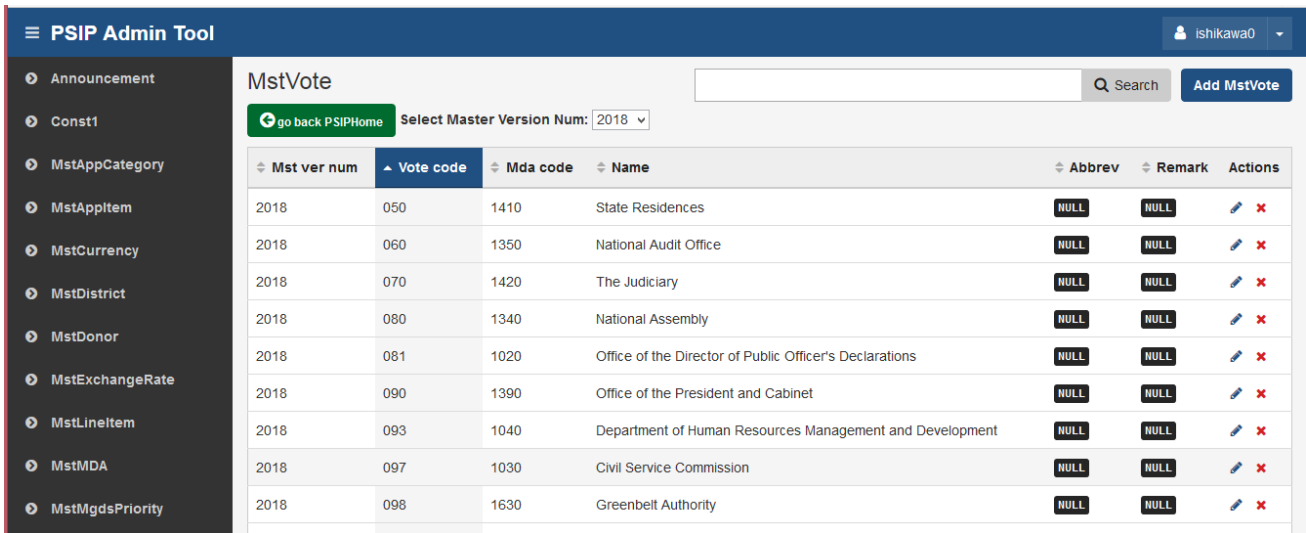 PSIP Admin Tool
ishikawa0
Announcement
Const1
MstAppCategory
MstAppItem
MstCurrency
MstDistrict
MstDonor
MstExchangeRate
MstLineItem
MstMDA
MstMgdsPriority
MstVote
Search
Add MstVote
go back PSIPHome Select Master Version Num: 2018
Mst ver num Vote code Mda code Name Abbrev Remark Actions
2018 050 1410 State Residences NULL NULL
2018 060 1350 National Audit Office NULL NULL
2018 070 1420 The Judiciary NULL NULL
2018 080 1340 National Assembly NULL NULL
2018 081 1020 Office of the Director of Public Officer's Declarations NULL NULL
2018 090 1390 Office of the President and Cabinet NULL NULL
2018 093 1040 Department of Human Resources Management and Development NULL NULL
2018 097 1030 Civil Service Commission NULL NULL
2018 098 1630 Greenbelt Authority NULL NULL